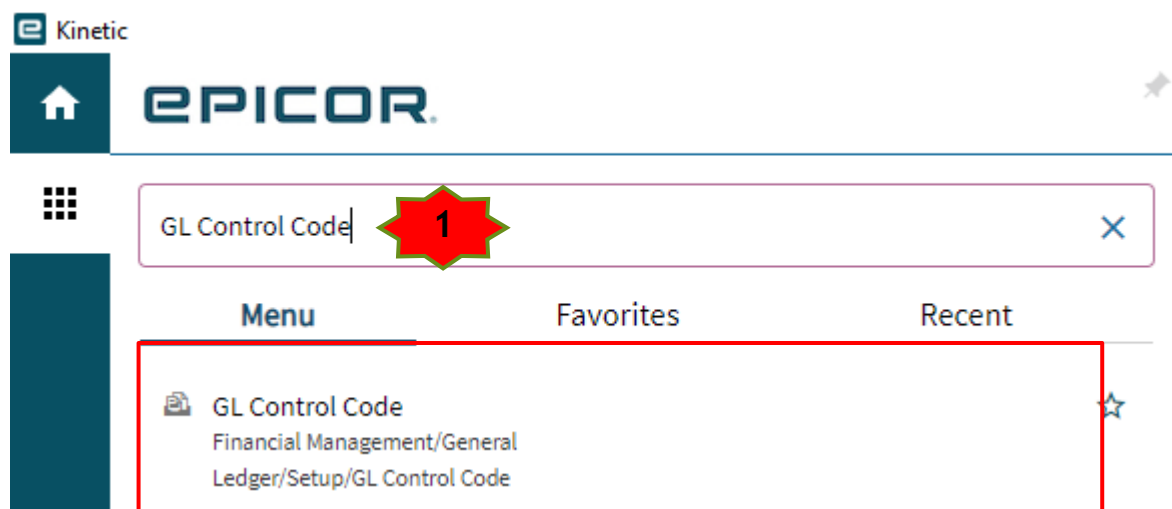 Kinetic
EPICOR.
GL Control Code
1
Menu Favorites Recent
GL Control Code
Financial Management/General
Ledger/Setup/GL Control Code